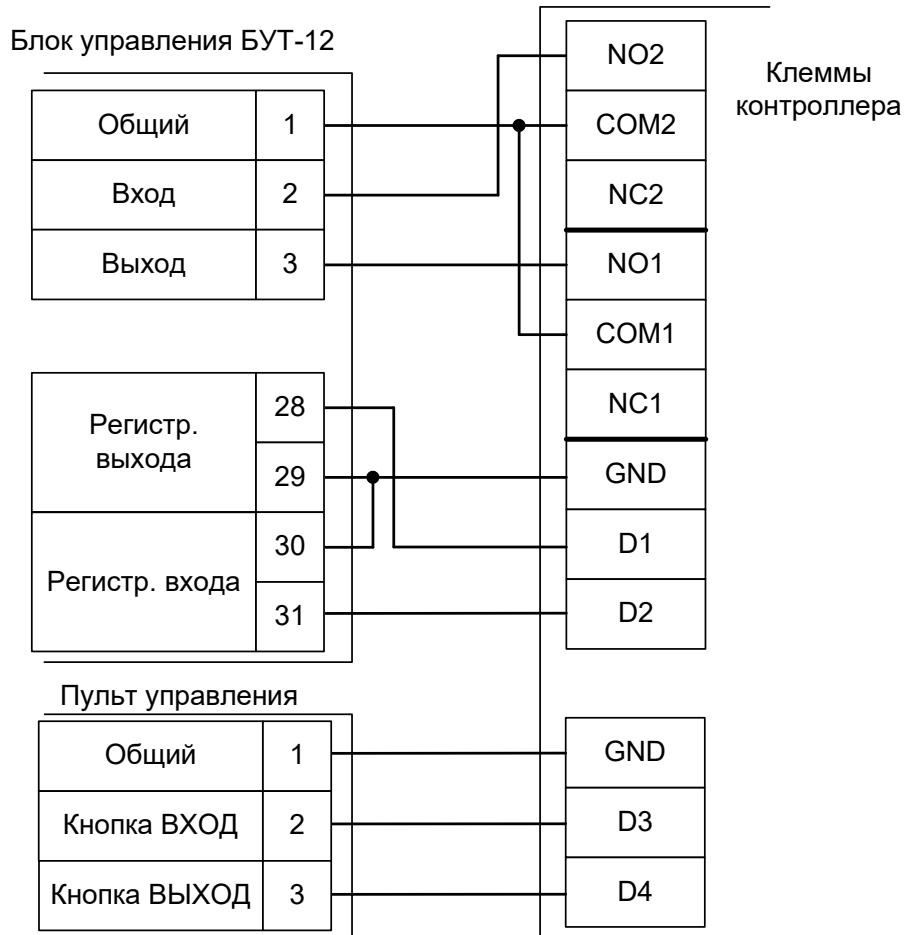 Блок управления БУТ-12
Общий 1
Вход 2
Выход 3
Регистр.
выхода
28
29
Регистр. входа
30
31
Пульт управления
Общий 1
Кнопка ВХОД 2
Кнопка ВЫХОД 3
Клеммы
контроллера
NO2
COM2
NC2
NO1
COM1
NC1
GND
D1
D2
GND
D3
D4